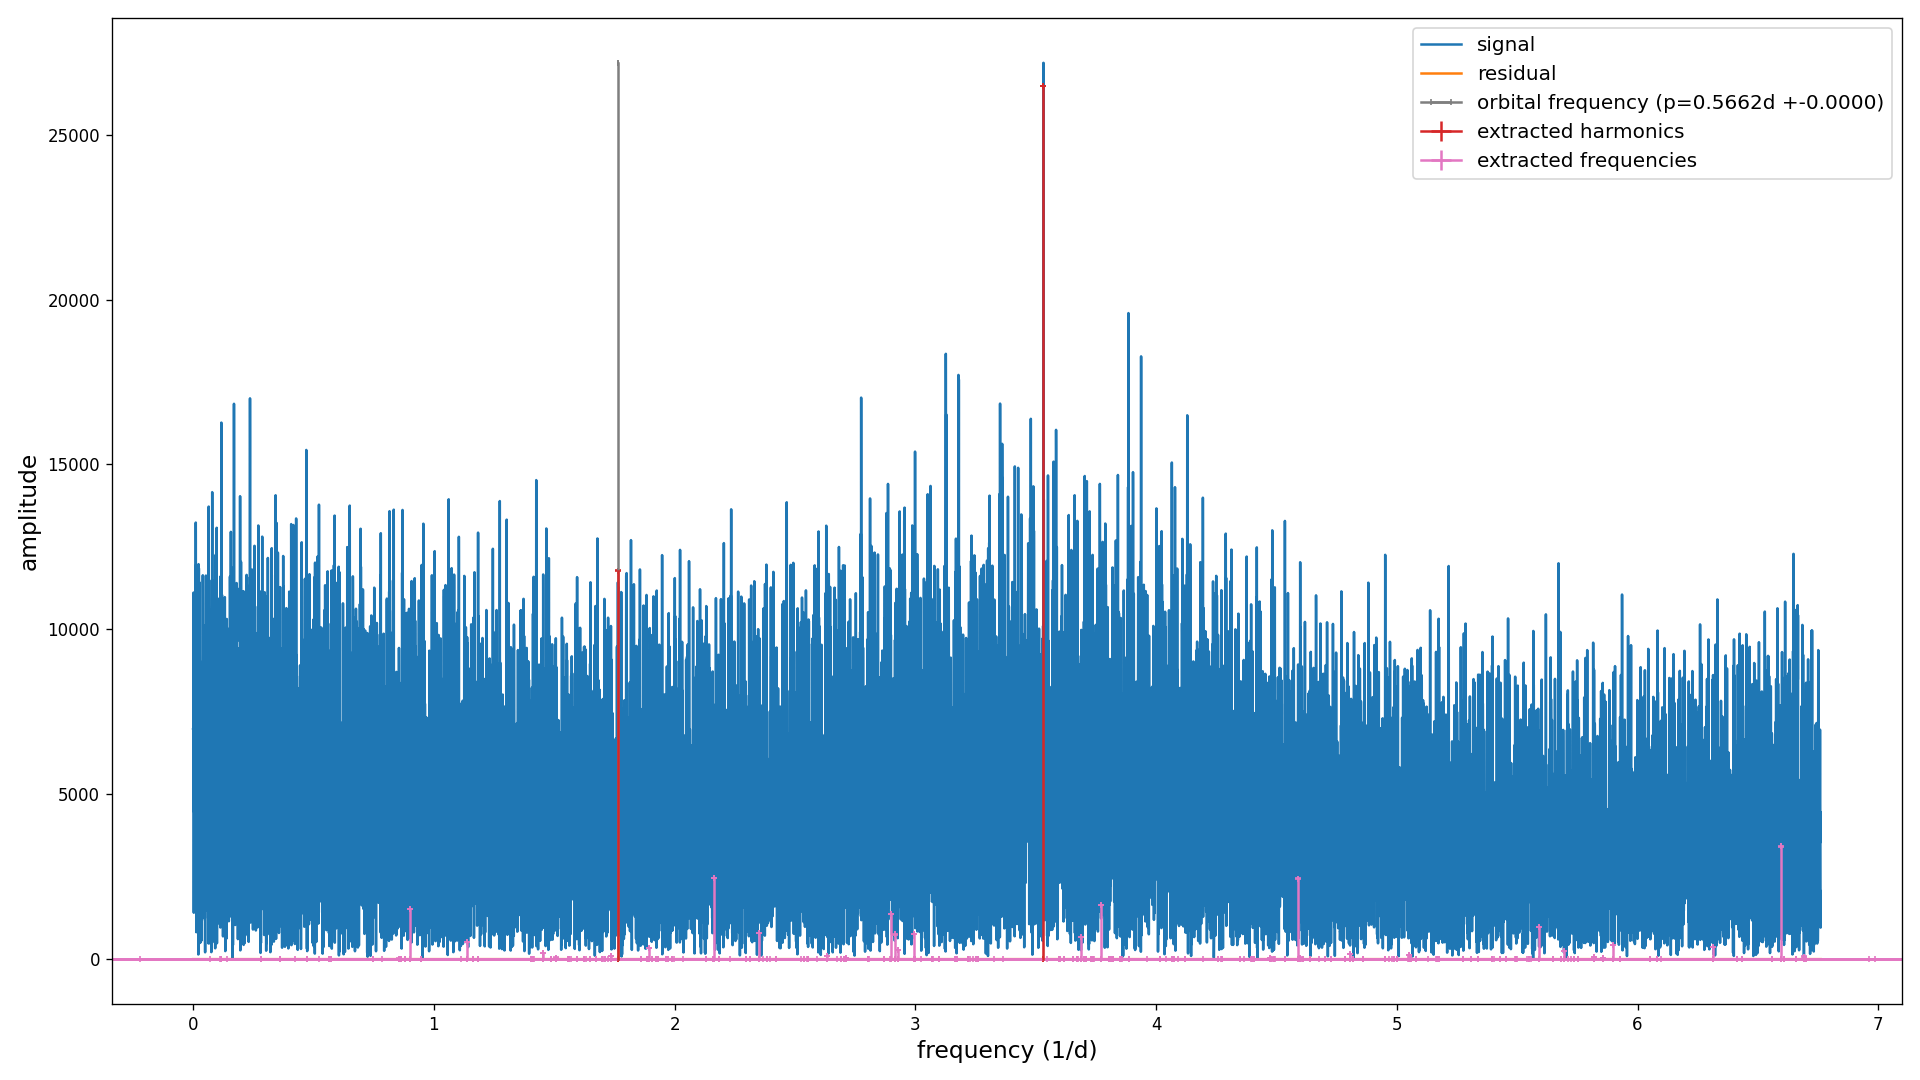 signal
residual
orbital frequency (p=0.5662d +-0.0000)
extracted harmonics
extracted frequencies
25000
20000
15000
10000
5000
0
amplitude
0 1 2 3 4 5 6 7
frequency (1/d)